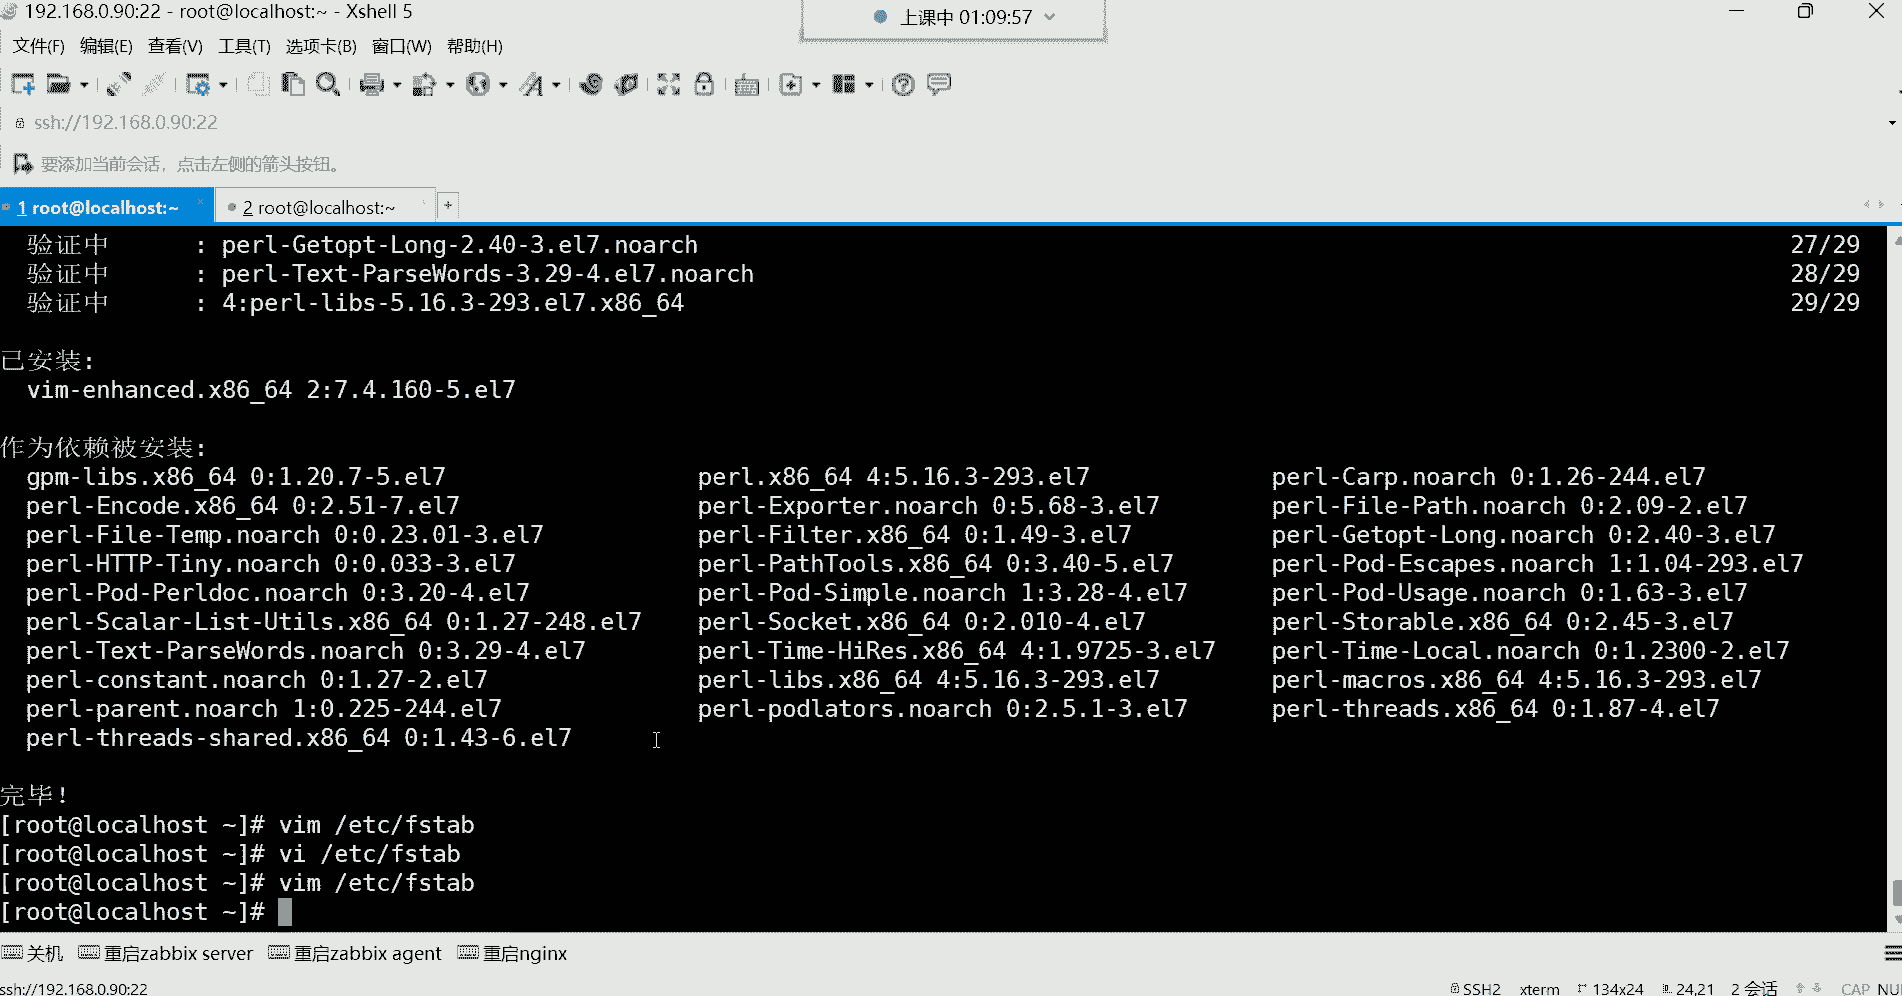 192.168.0.90:22 - root@localhost:~ - Xshell 5
上课中 01:09:57
文件(F) 编辑(E) 查看(V) 工具(T) 选项卡(B) 窗口(W) 帮助(H)
ssh://192.168.0.90:22
要添加当前会话，点击左侧的箭头按钮。
1 root@localhost:~ 2 root@localhost:~
验证中 : perl-Getopt-Long-2.40-3.el7.noarch 27/29
验证中 : perl-Text-ParseWords-3.29-4.el7.noarch 28/29
验证中 : 4:perl-libs-5.16.3-293.el7.x86_64 29/29
已安装:
vim-enhanced.x86_64 2:7.4.160-5.el7
作为依赖被安装:
gpm-libs.x86_64 0:1.20.7-5.el7 perl.x86_64 4:5.16.3-293.el7 perl-Carp.noarch 0:1.26-244.el7
perl-Encode.x86_64 0:2.51-7.el7 perl-Exporter.noarch 0:5.68-3.el7 perl-File-Path.noarch 0:2.09-2.el7
perl-File-Temp.noarch 0:0.23.01-3.el7 perl-Filter.x86_64 0:1.49-3.el7 perl-Getopt-Long.noarch 0:2.40-3.el7
perl-HTTP-Tiny.noarch 0:0.033-3.el7 perl-PathTools.x86_64 0:3.40-5.el7 perl-Pod-Escapes.noarch 1:1.04-293.el7
perl-Pod-Perldoc.noarch 0:3.20-4.el7 perl-Pod-Simple.noarch 1:3.28-4.el7 perl-Pod-Usage.noarch 0:1.63-3.el7
perl-Scalar-List-Utils.x86_64 0:1.27-248.el7 perl-Socket.x86_64 0:2.010-4.el7 perl-Storable.x86_64 0:2.45-3.el7
perl-Text-ParseWords.noarch 0:3.29-4.el7 perl-Time-HiRes.x86_64 4:1.9725-3.el7 perl-Time-Local.noarch 0:1.2300-2.el7
perl-constant.noarch 0:1.27-2.el7 perl-libs.x86_64 4:5.16.3-293.el7 perl-macros.x86_64 4:5.16.3-293.el7
perl-parent.noarch 1:0.225-244.el7 perl-podlators.noarch 0:2.5.1-3.el7 perl-threads.x86_64 0:1.87-4.el7
perl-threads-shared.x86_64 0:1.43-6.el7
完毕！
[root@localhost ~]# vim /etc/fstab
[root@localhost ~]# vi /etc/fstab
[root@localhost ~]# vim /etc/fstab
[root@localhost ~]#
关机 重启zabbix server 重启zabbix agent 重启nginx
ssh://192.168.0.90:22 SSH2 xterm 134x24 24,21 2 会话 CAP NU